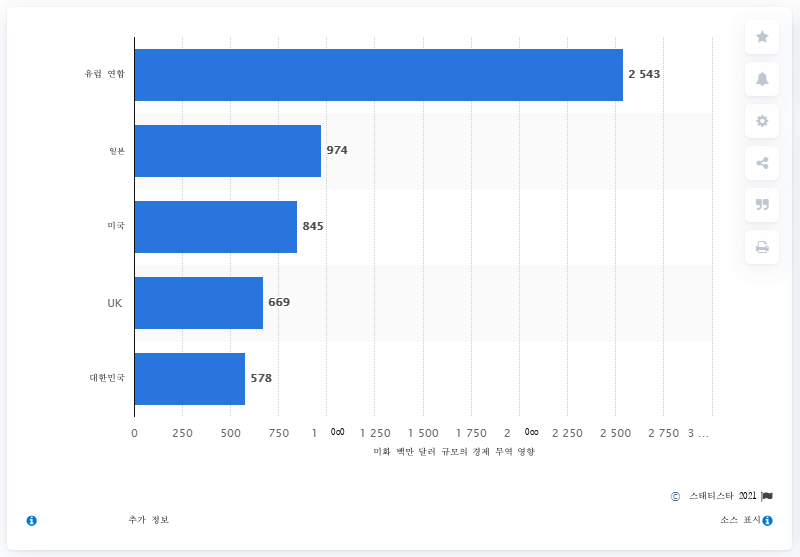 유럽 연합 2 543
일본 974
미국 845
UK 669
대한민국 578
0 250 500 750 1 1 250 1 500 1 750 2 2 250 2 500 2 750 3 ...
미화 백만 달러 규모의 경제 무역 영향
© 스태티스타 2021
추가 정보 소스 표시